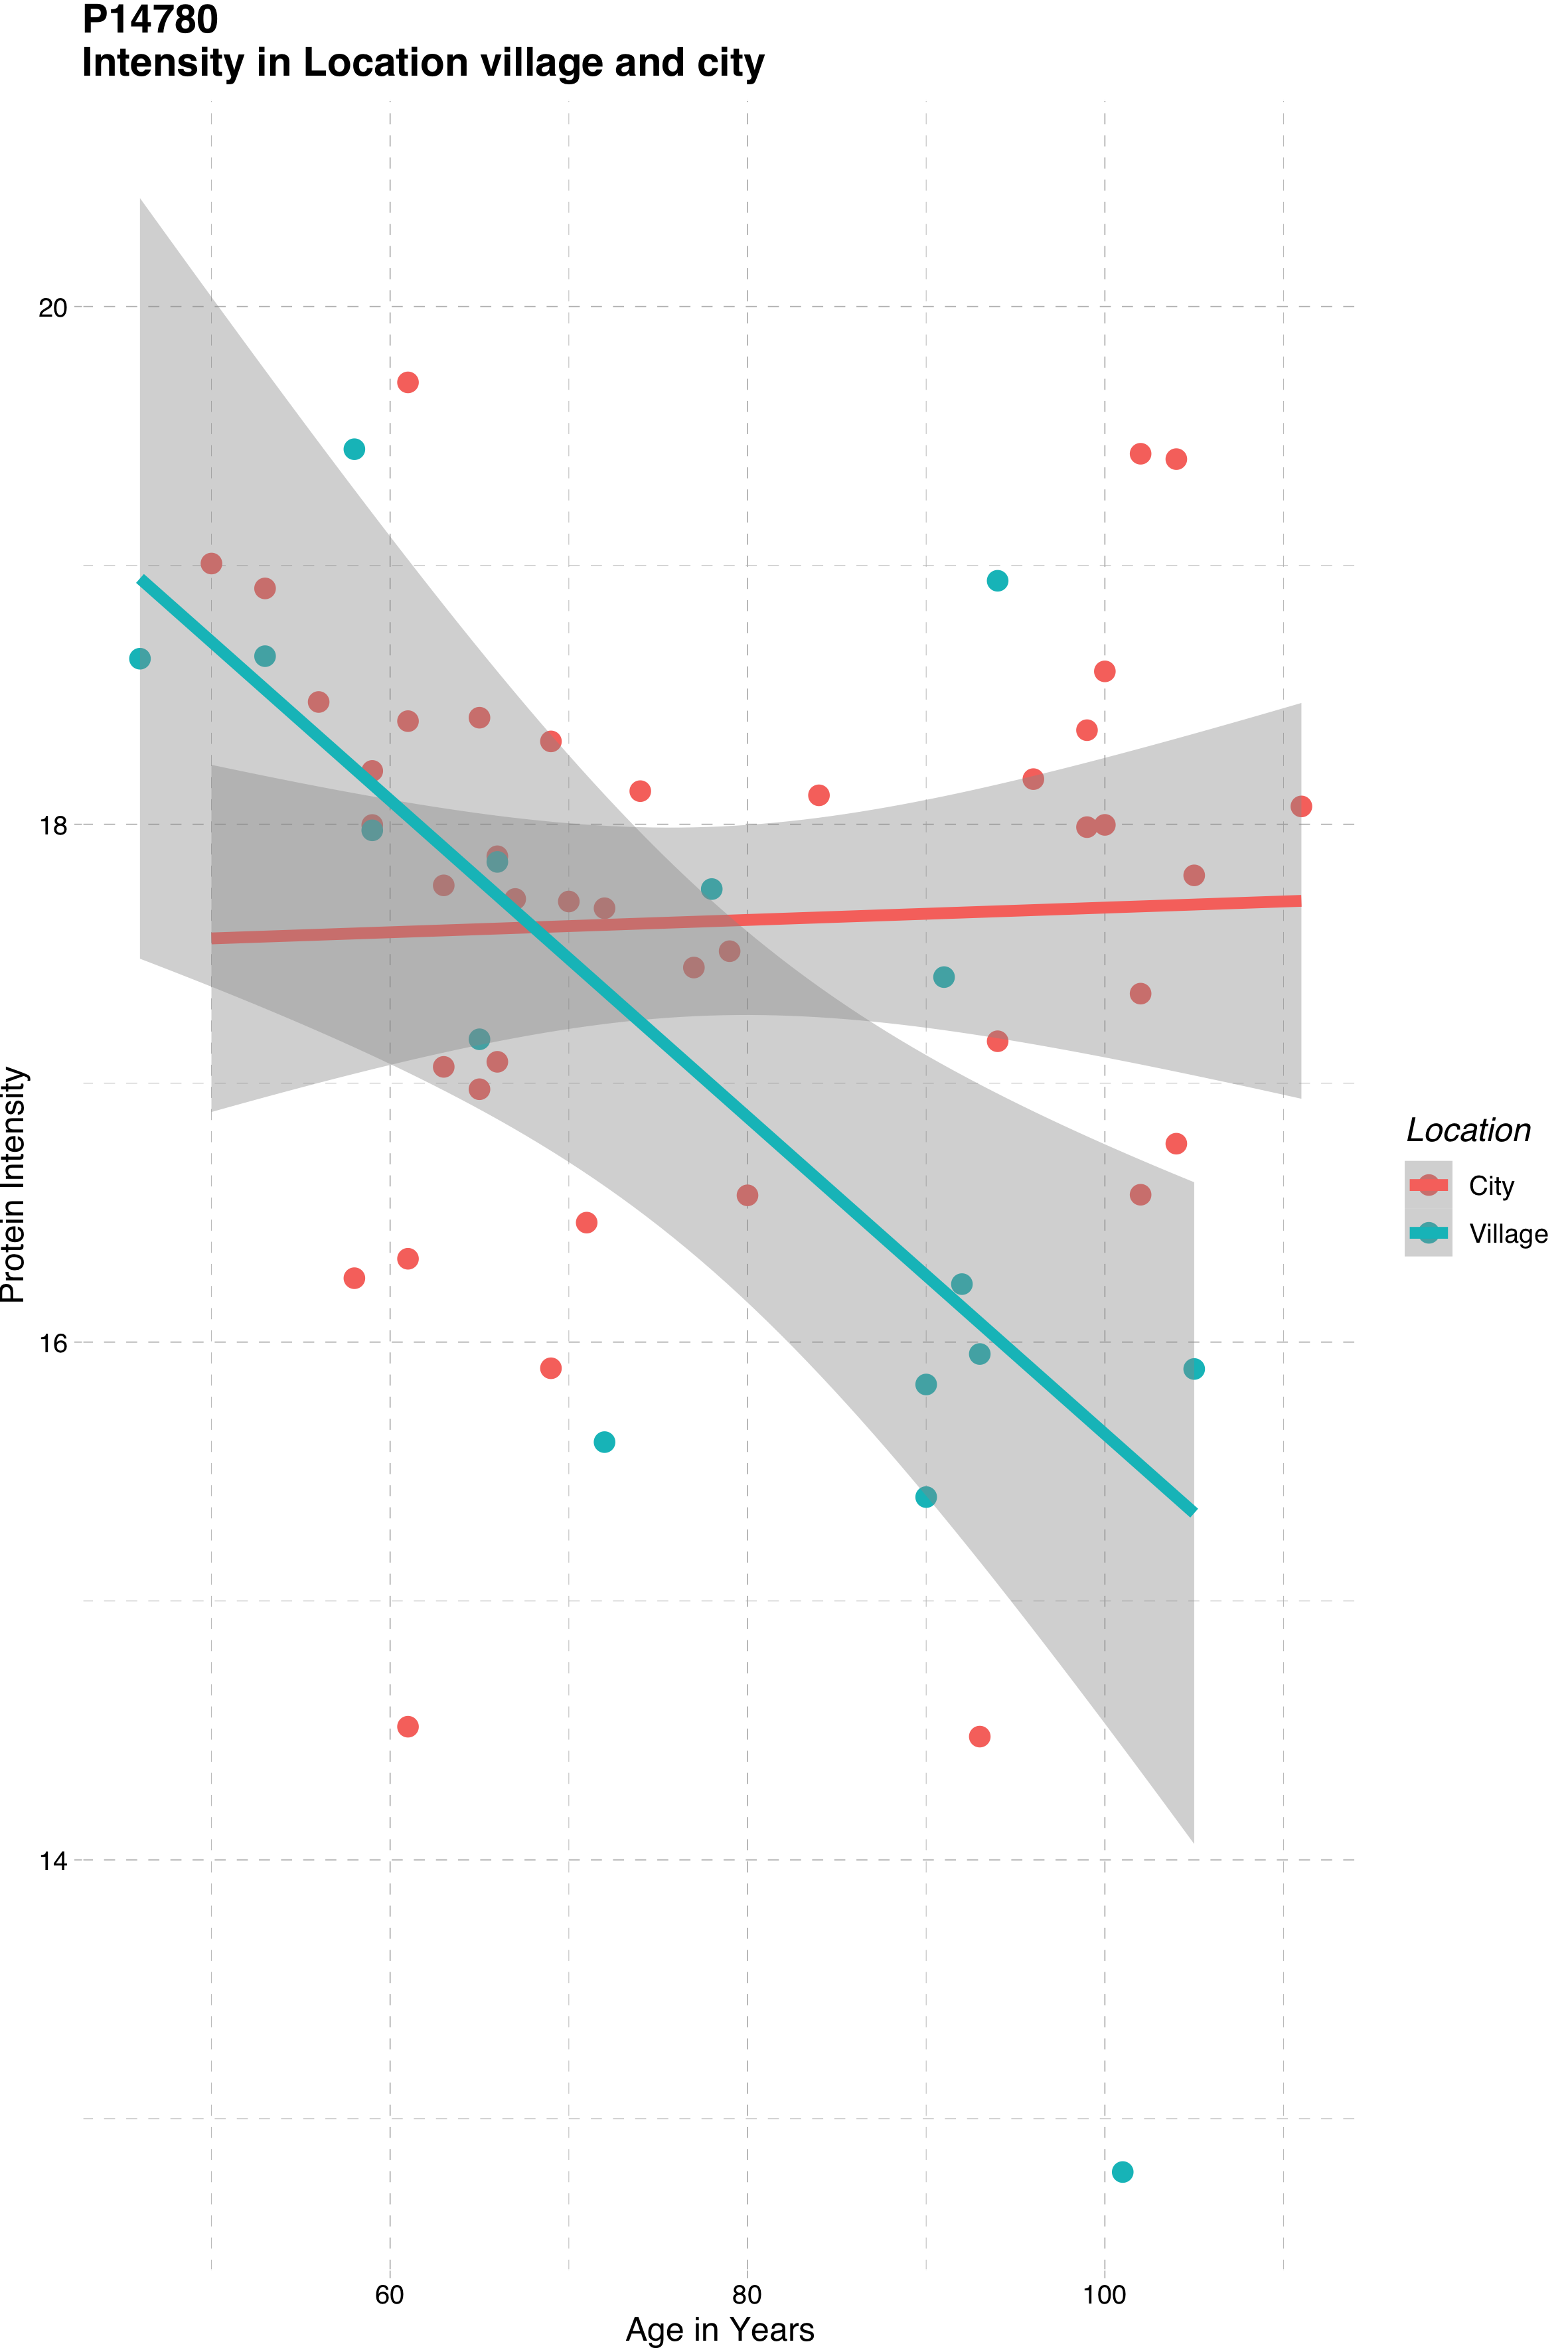 P14780
Intensity in Location village and city
Protein Intensity
20
18
16
14
60
80
100
Age in Years
Location
City
Village